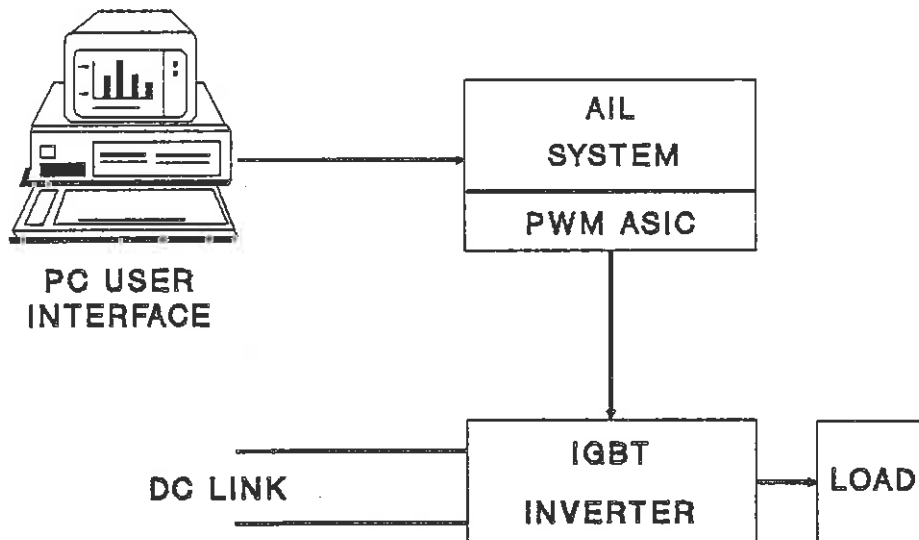 AIL
SYSTEM
PWM ASIC
PC USER
INTERFACE
DC LINK
IGBT
INVERTER
LOAD